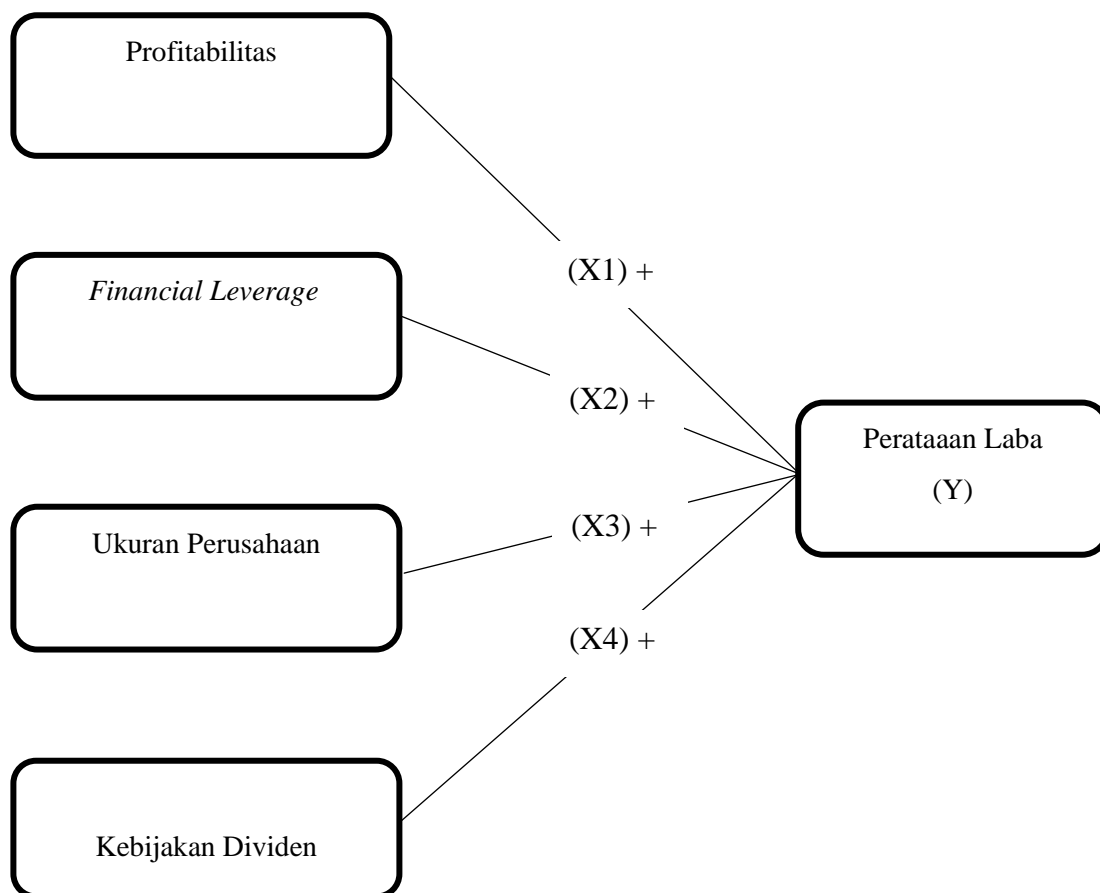 Profitabilitas
(X1) +
Financial Leverage
(X2) +
Perataaan Laba
(Y)
Ukuran Perusahaan
(X3) +
(X4) +
Kebijakan Dividen